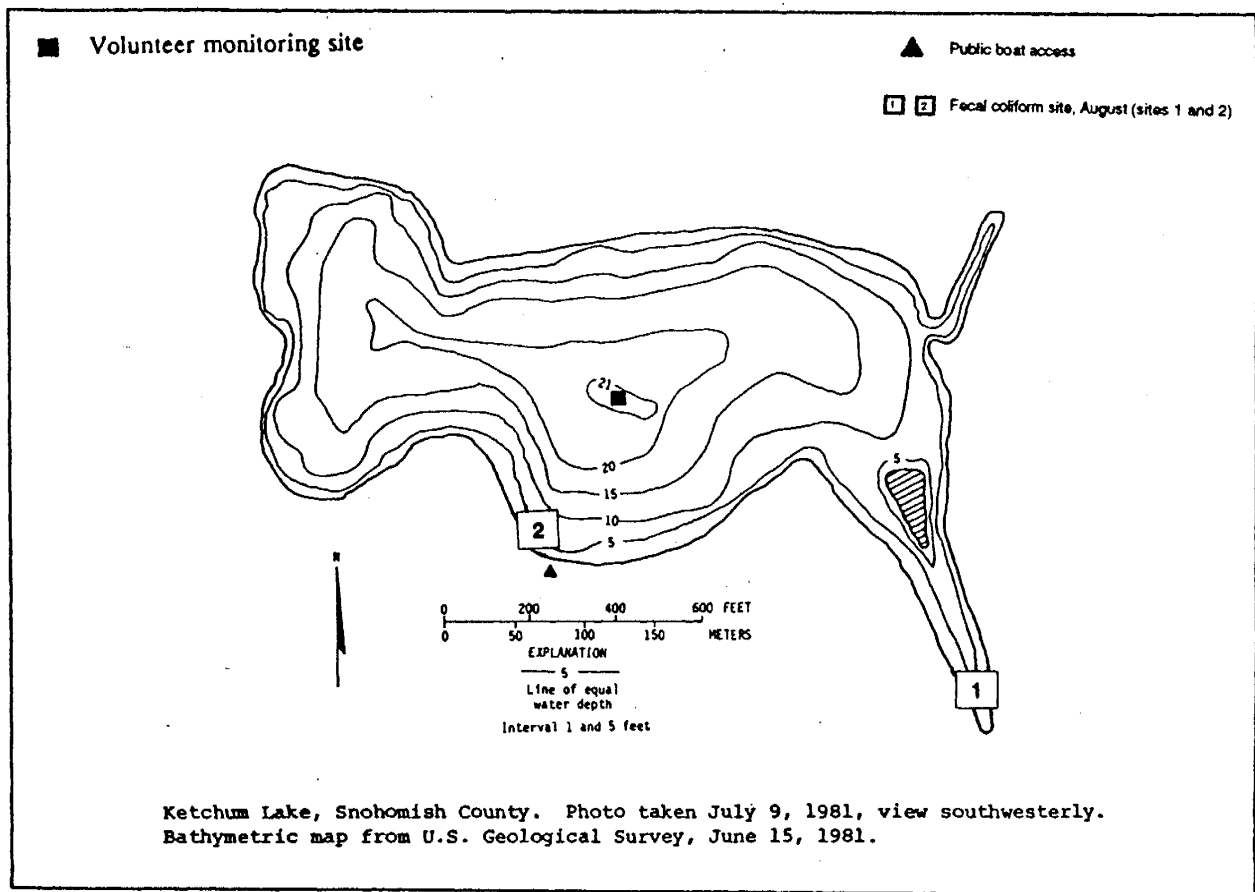 Volunteer monitoring site
Public boat access
1 2 Fecal coliform site, August (sites 1 and 2)
21
5
20
15
10
5
2
1
N
0 200 400 600 FEET
0 50 100 150 METERS
EXPLANATION
5
Line of equal
water depth
Interval 1 and 5 feet
Ketchum Lake, Snohomish County. Photo taken July 9, 1981, view southwesterly.
Bathymetric map from U.S. Geological Survey, June 15, 1981.